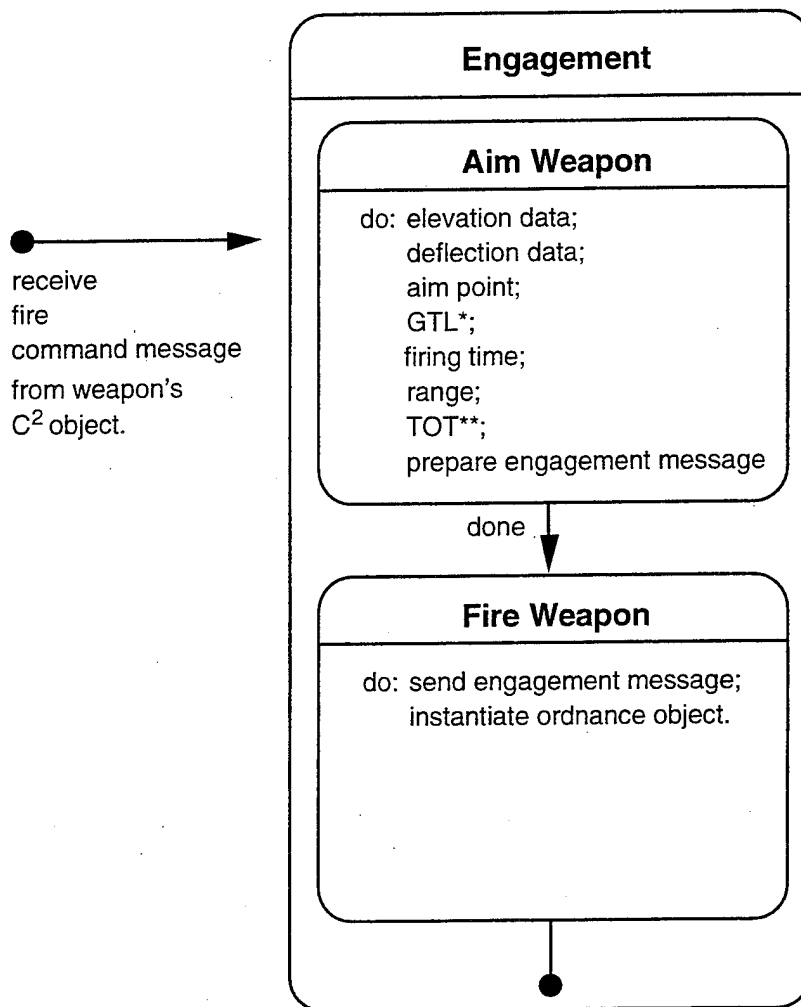 Engagement
Aim Weapon
do: elevation data;
deflection data;
aim point;
GTL*;
firing time;
range;
TOT**;
prepare engagement message
receive
fire
command message
from weapon's
C² object.
done
Fire Weapon
do: send engagement message;
instantiate ordnance object.